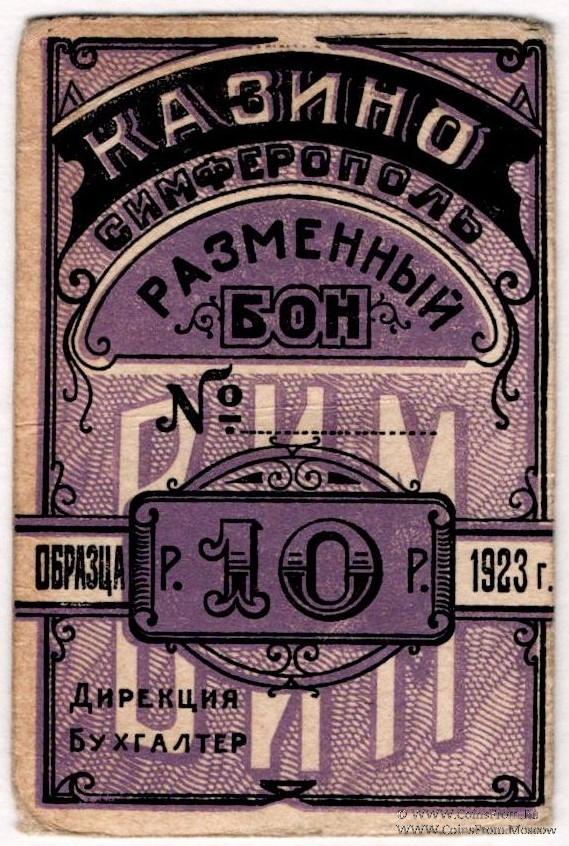 КАЗИНО
СИМФЕРОПОЛЬ
РАЗМЕННЫЙ
БОН
№
ОБРАЗЦА Р. 10 Р. 1923 г.
ДИРЕКЦИЯ
БУХГАЛТЕР
© WWW.COINSFROM.RU
WWW.COINSFROM.MOSCOW